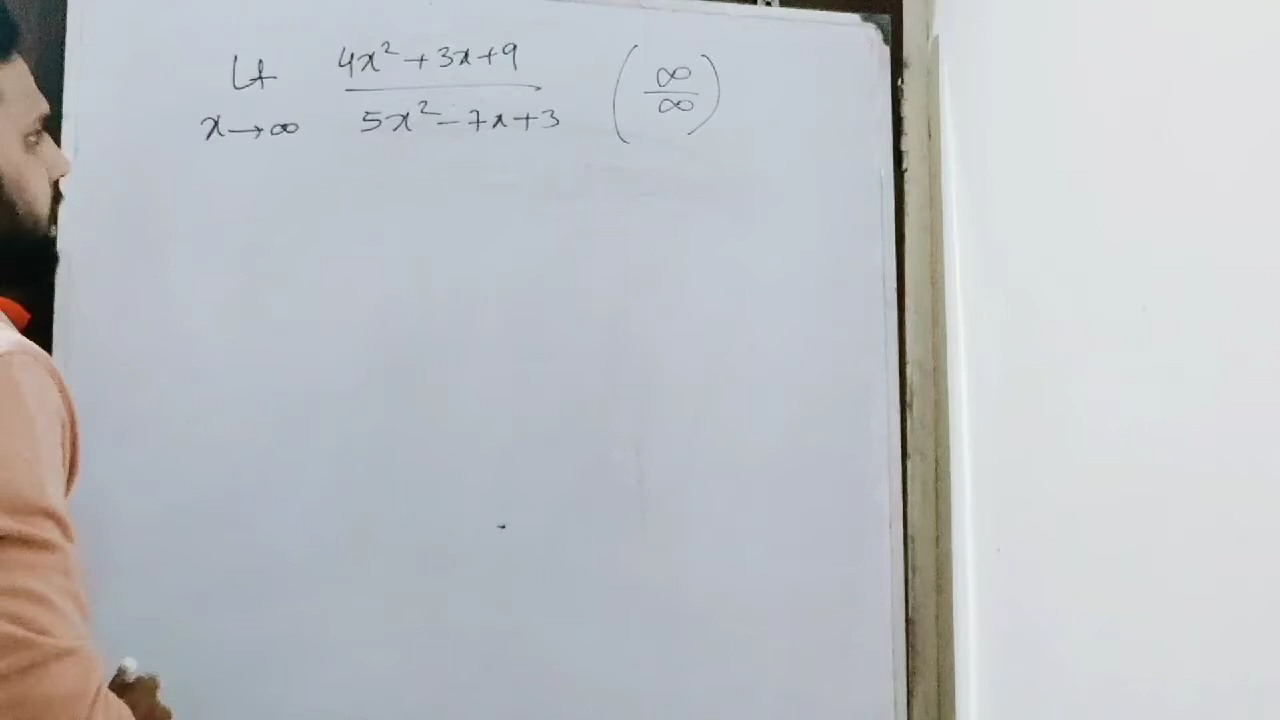 Lt 4x² + 3x + 9 / 5x² - 7x + 3 (∞/∞)
x→∞